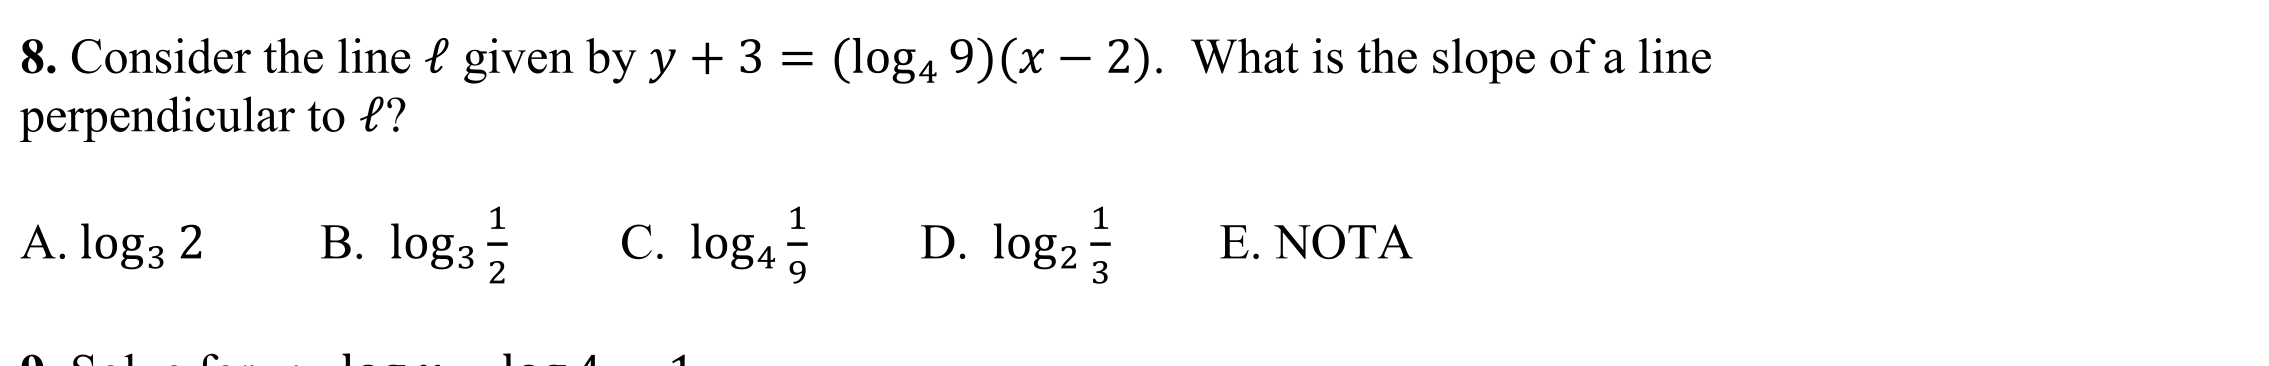 8. Consider the line ℓ given by y + 3 = (log₄ 9)(x − 2). What is the slope of a line
perpendicular to ℓ?
A. log₃ 2 B. log₃ 1/2 C. log₄ 1/9 D. log₂ 1/3 E. NOTA